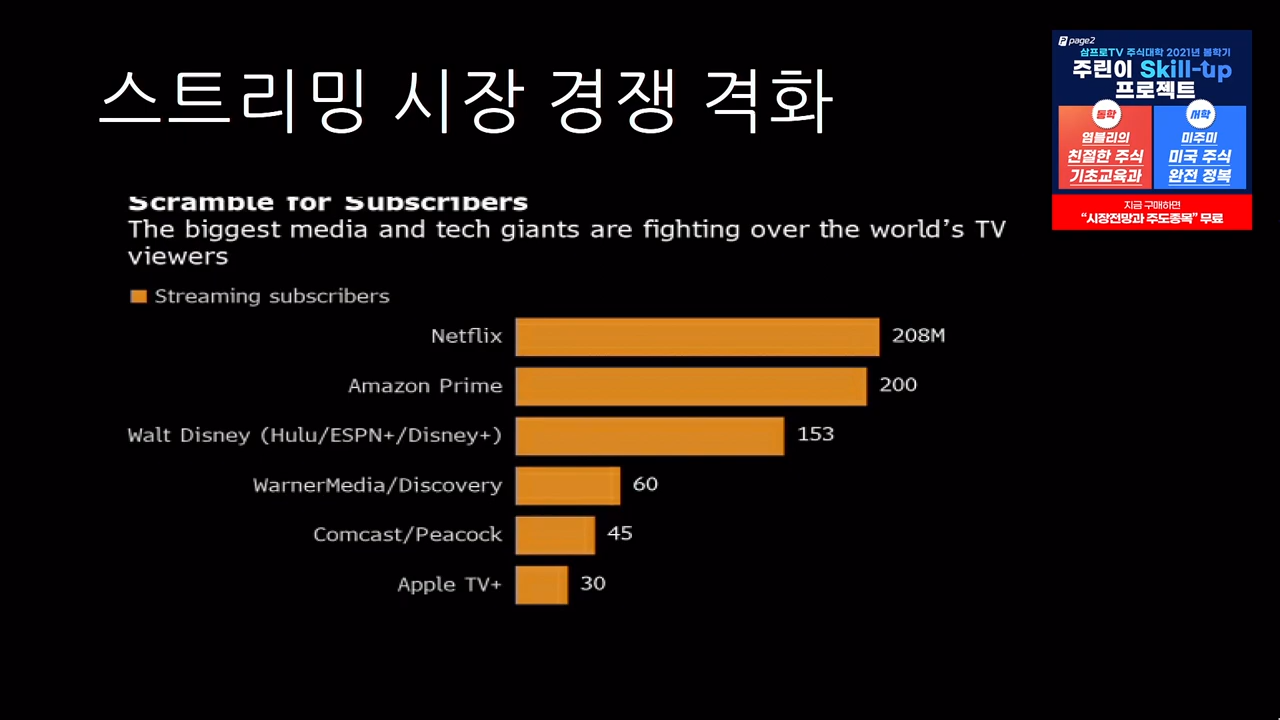 스트리밍 시장 경쟁 격화
Scramble for Subscribers
The biggest media and tech giants are fighting over the world’s TV
viewers
Streaming subscribers
Netflix 208M
Amazon Prime 200
Walt Disney (Hulu/ESPN+/Disney+) 153
WarnerMedia/Discovery 60
Comcast/Peacock 45
Apple TV+ 30
page2
삼프로TV 주식대학 2021년 봄학기
주린이 Skill-up
프로젝트
동학
염블리의
친절한 주식
기초교육과
서학
미주미
미국 주식
완전 정복
지금 구매하면
“시장전망과 주도종목” 무료